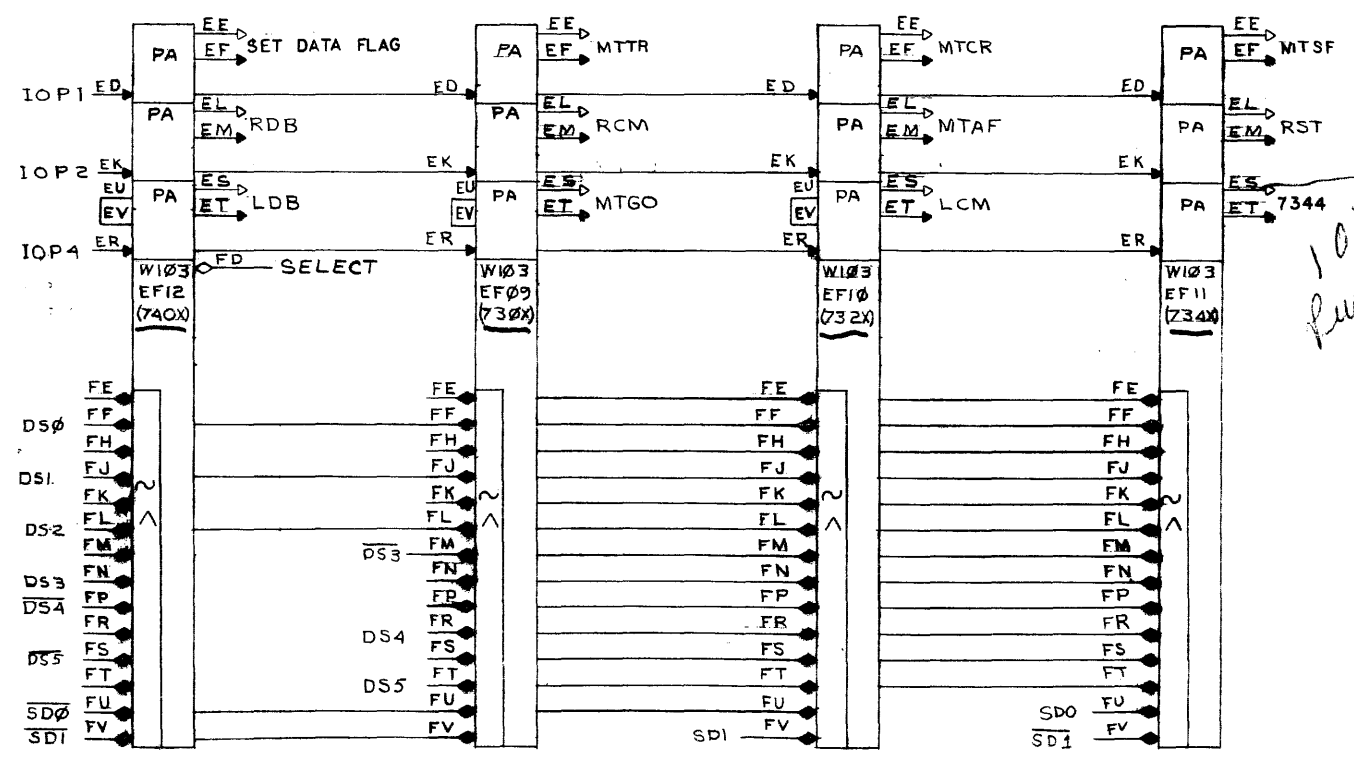 EE EE EE EE
PA EF SET DATA FLAG PA EF MTTR PA EF MTCR PA EF MTSF
IOP1 ED ED ED ED
PA EL PA EL PA EL PA EL
EM RDB EM RCM EM MTAF EM RST
IOP2 EK EK EK EK
EU PA ES EU PA ES EU PA ES PA ES
EV ET LDB EV ET MTGO EV ET LCM ET 7344
IOP4 ER ER ER ER
FD SELECT
W1Ø3 W1Ø3 W1Ø3 W1Ø3
EF12 EFØ9 EF1Ø EF11
(740X) (73ØX) (732X) (734X)
10
FE FE FE FE
DSØ FF FF FF FF
FH FH FH FH
DS1 FJ FJ FJ FJ
FK FK FK FK
DS2 FL FL FL FL
FM D̅S̅3̅ FM FM FM
DS3 FN FN FN FN
D̅S̅4̅ FP FP FP FP
FR DS4 FR FR FR
D̅S̅5̅ FS FS FS FS
FT DS5 FT FT FT
S̅D̅Ø̅ FU FU FU SD0 FU
S̅D̅1̅ FV FV SD1 FV S̅D̅1̅ FV